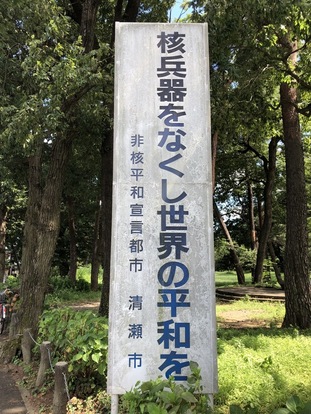 核兵器をなくし世界の平和を
非核平和宣言都市 清瀬市